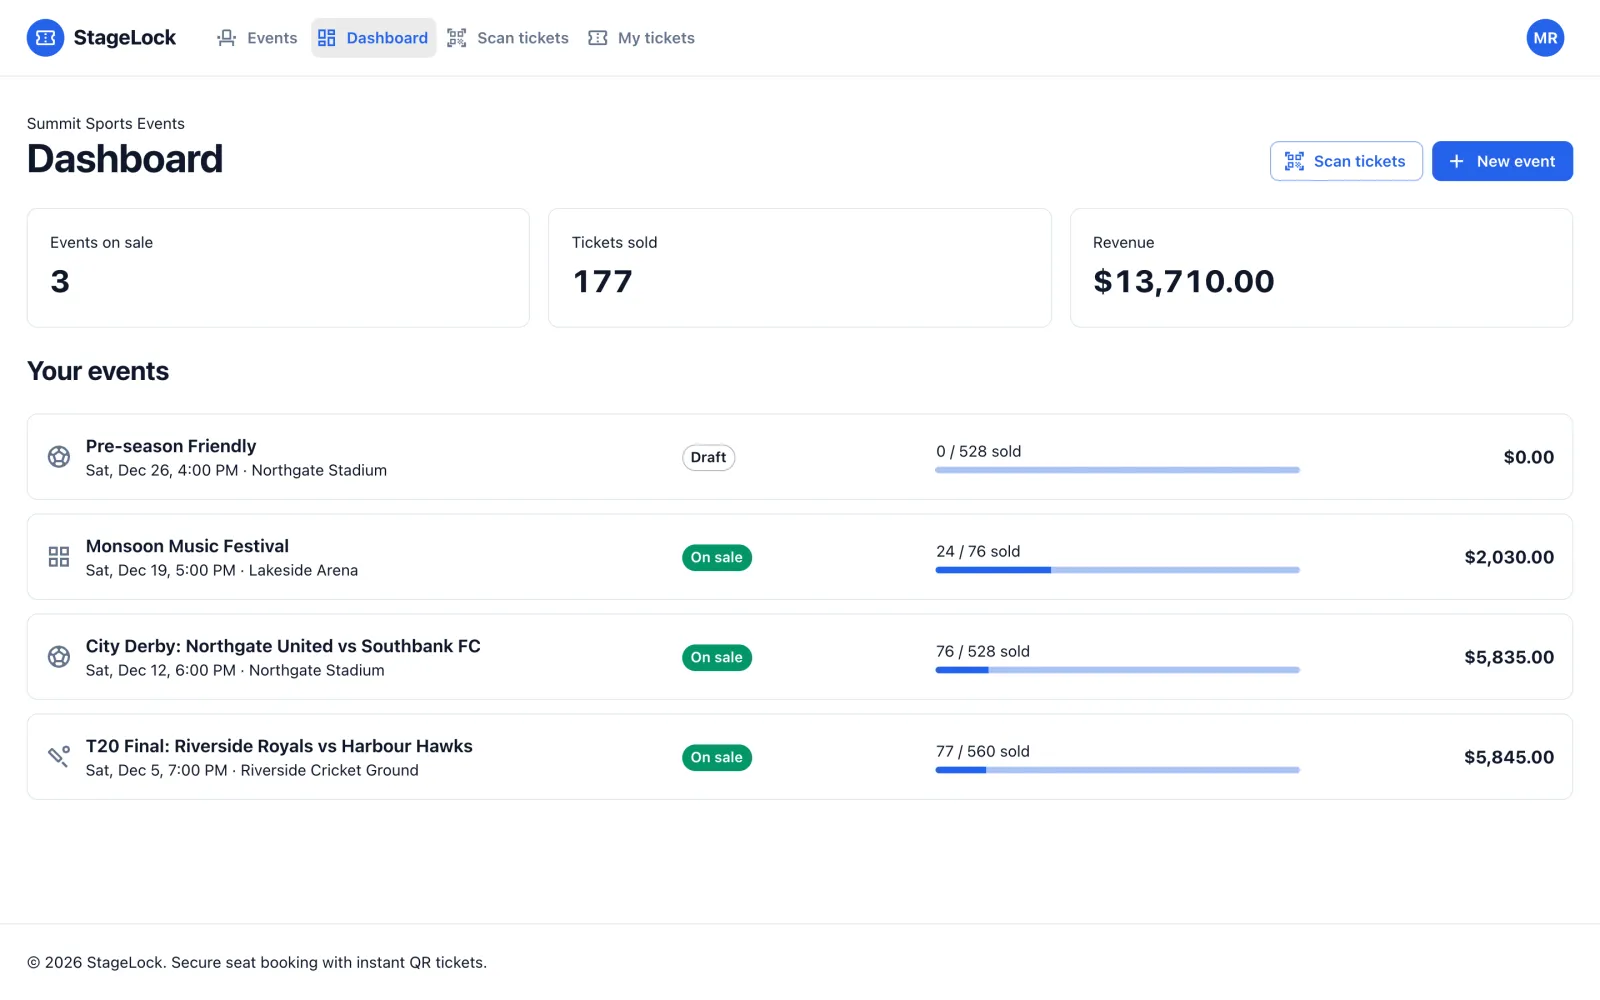 StageLock
Events
Dashboard
Scan tickets
My tickets
MR
Summit Sports Events
Dashboard
Scan tickets
New event
Events on sale
3
Tickets sold
177
Revenue
$13,710.00
Your events
Pre-season Friendly
Sat, Dec 26, 4:00 PM · Northgate Stadium
Draft
0 / 528 sold
$0.00
Monsoon Music Festival
Sat, Dec 19, 5:00 PM · Lakeside Arena
On sale
24 / 76 sold
$2,030.00
City Derby: Northgate United vs Southbank FC
Sat, Dec 12, 6:00 PM · Northgate Stadium
On sale
76 / 528 sold
$5,835.00
T20 Final: Riverside Royals vs Harbour Hawks
Sat, Dec 5, 7:00 PM · Riverside Cricket Ground
On sale
77 / 560 sold
$5,845.00
© 2026 StageLock. Secure seat booking with instant QR tickets.